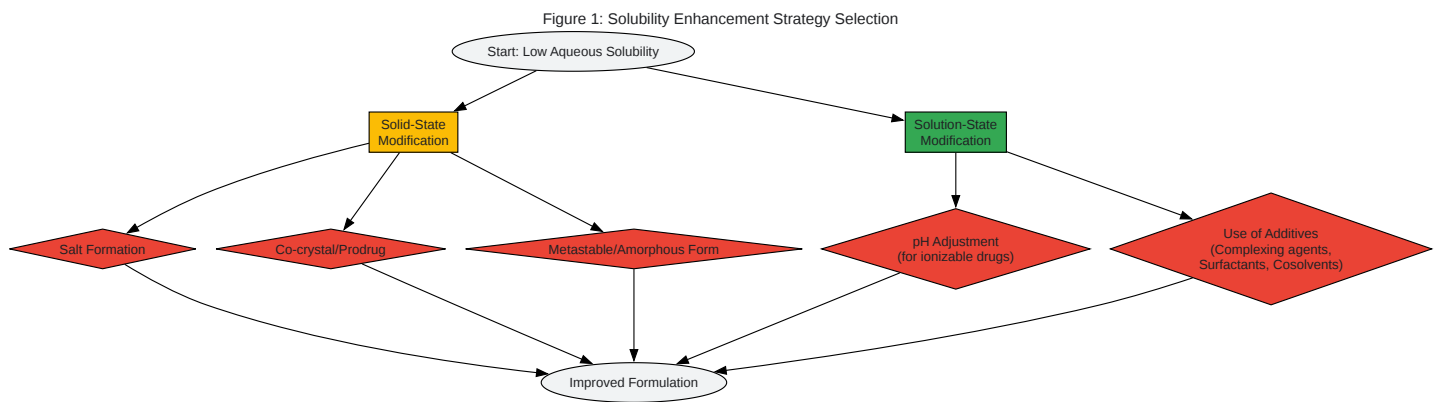 Figure 1: Solubility Enhancement Strategy Selection
Start: Low Aqueous Solubility
Solid-State
Modification
Solution-State
Modification
Salt Formation
Co-crystal/Prodrug
Metastable/Amorphous Form
pH Adjustment
(for ionizable drugs)
Use of Additives
(Complexing agents,
Surfactants, Cosolvents)
Improved Formulation